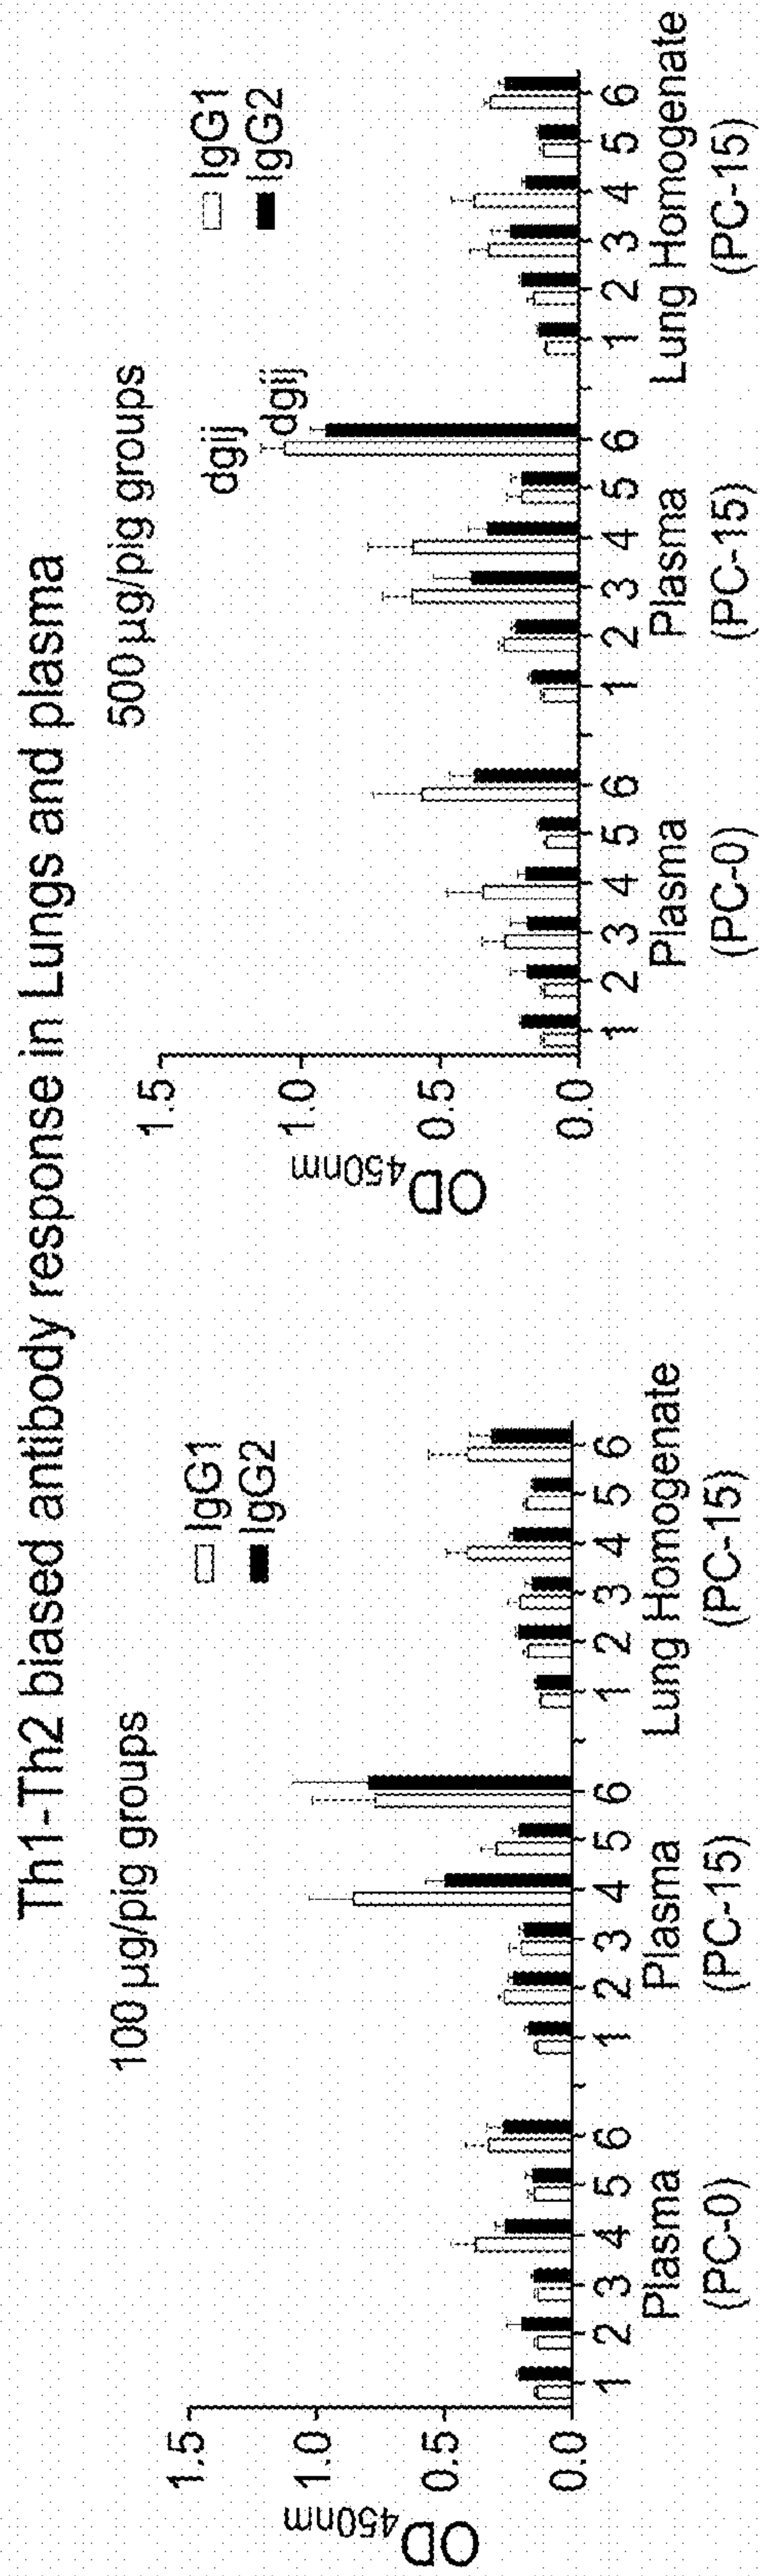 Th1-Th2 biased antibody response in Lungs and plasma
100 µg/pig groups
IgG1
IgG2
1.5
1.0
0.5
0.0
OD450nm
1 2 3 4 5 6 1 2 3 4 5 6 1 2 3 4 5 6
Plasma Plasma Lung Homogenate
(PC-0) (PC-15) (PC-15)
500 µg/pig groups
IgG1
IgG2
dgij
dgij
1.5
1.0
0.5
0.0
OD450nm
1 2 3 4 5 6 1 2 3 4 5 6 1 2 3 4 5 6
Plasma Plasma Lung Homogenate
(PC-0) (PC-15) (PC-15)